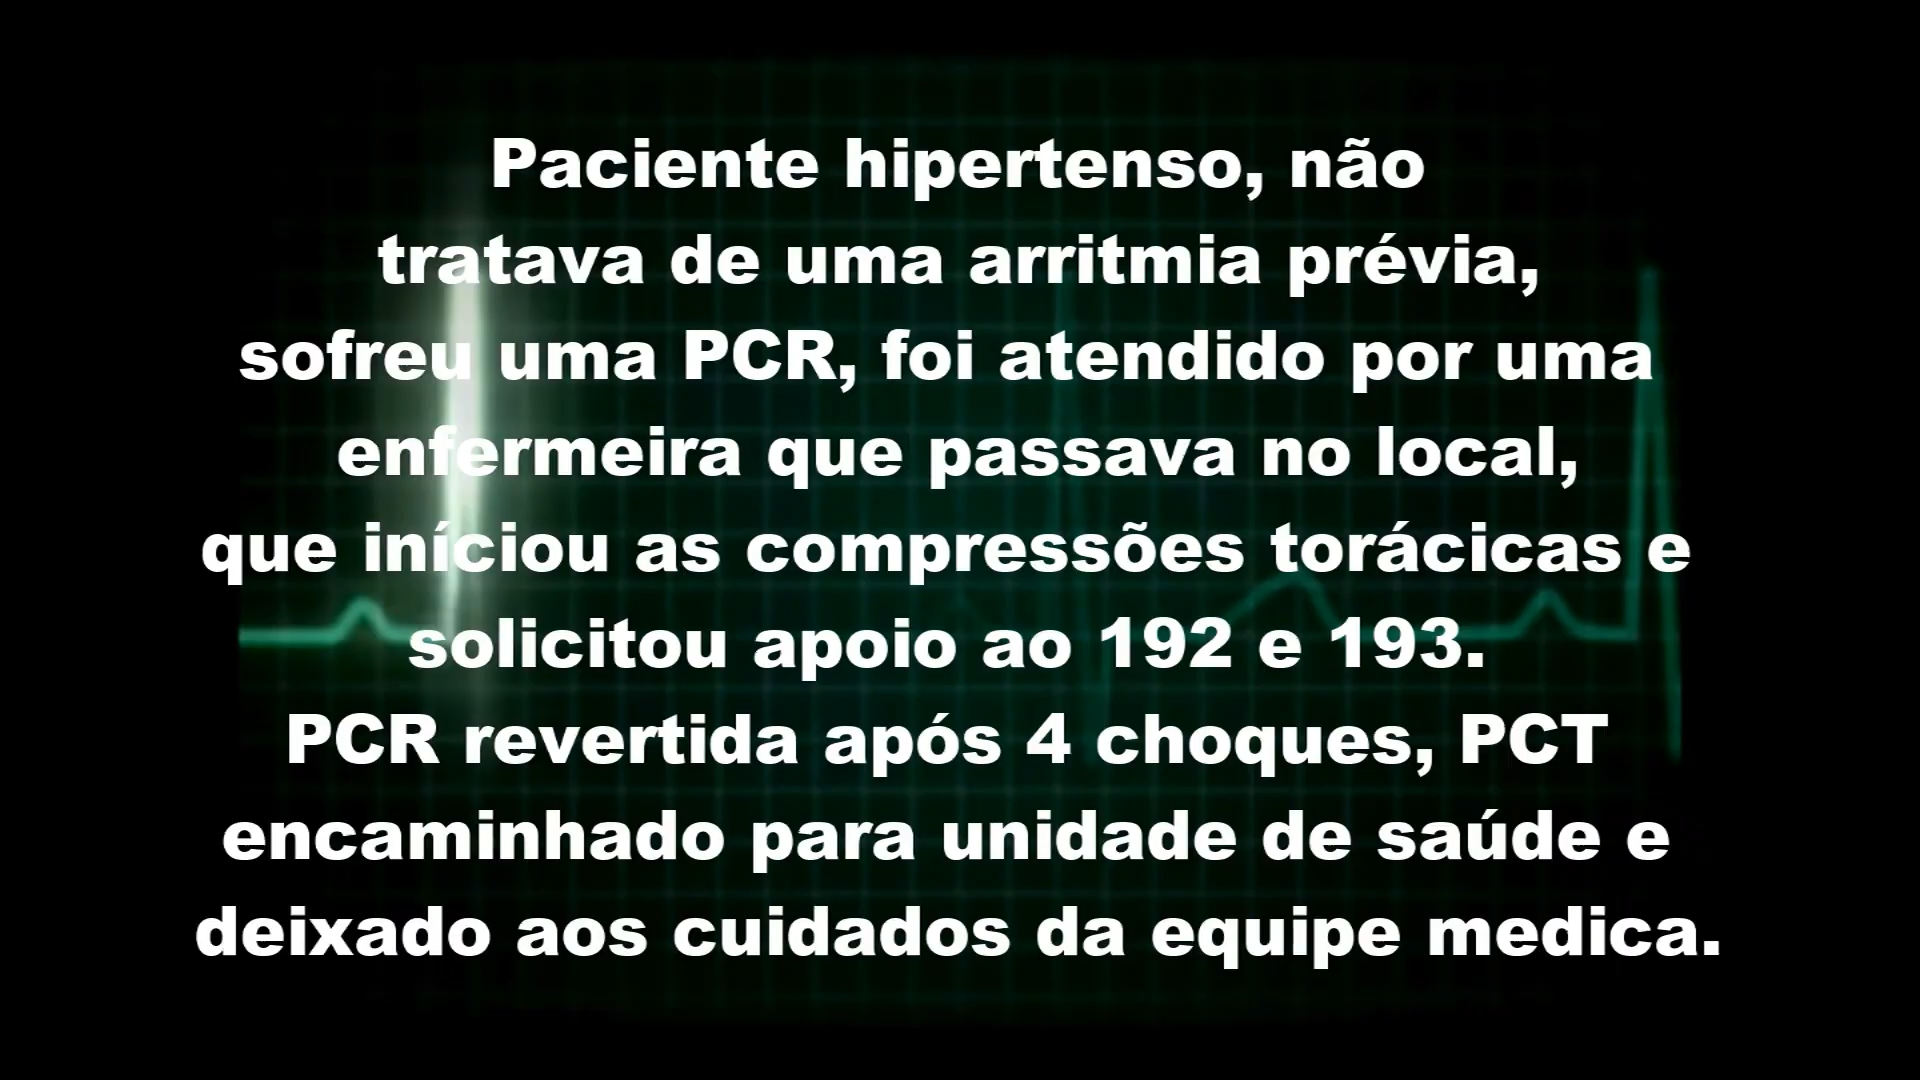 Paciente hipertenso, não
tratava de uma arritmia prévia,
sofreu uma PCR, foi atendido por uma
enfermeira que passava no local,
que iníciou as compressões torácicas e
solicitou apoio ao 192 e 193.
PCR revertida após 4 choques, PCT
encaminhado para unidade de saúde e
deixado aos cuidados da equipe medica.